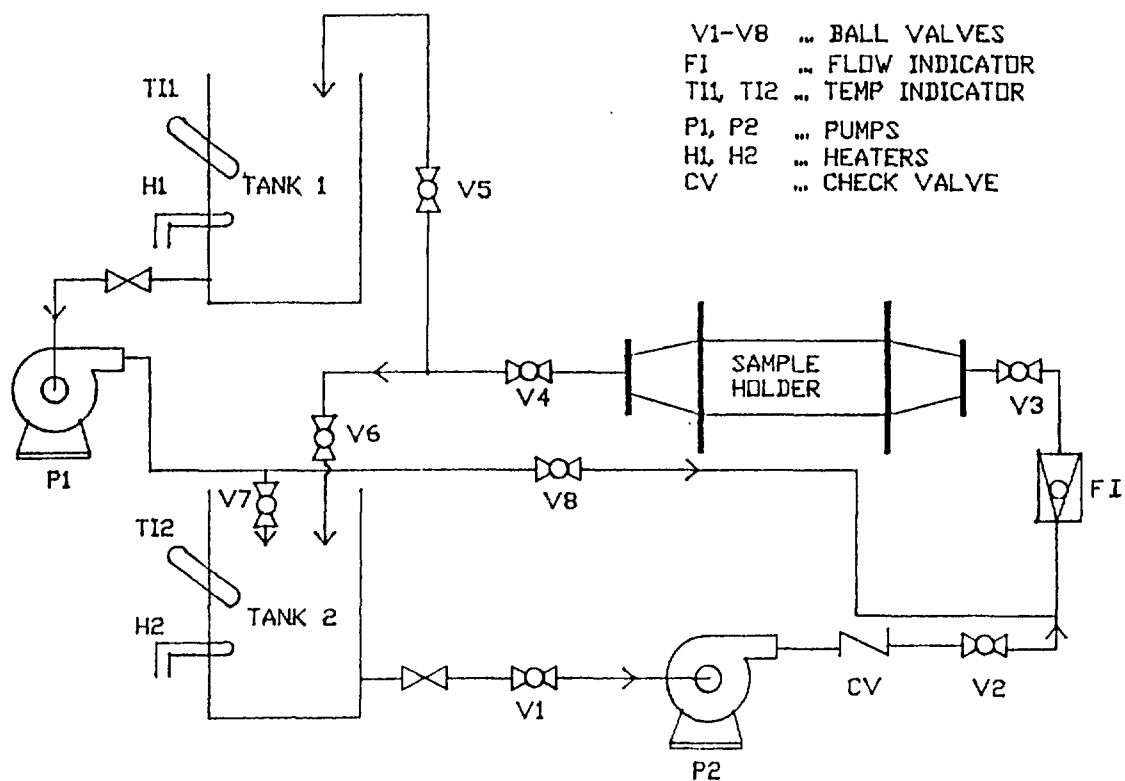 V1-V8 ... BALL VALVES
FI ... FLOW INDICATOR
TI1, TI2 ... TEMP INDICATOR
P1, P2 ... PUMPS
H1, H2 ... HEATERS
CV ... CHECK VALVE
TI1
H1
TANK 1
V5
SAMPLE
HOLDER
V4
V3
V6
P1
V7
V8
FI
TI2
TANK 2
H2
V1
CV
V2
P2